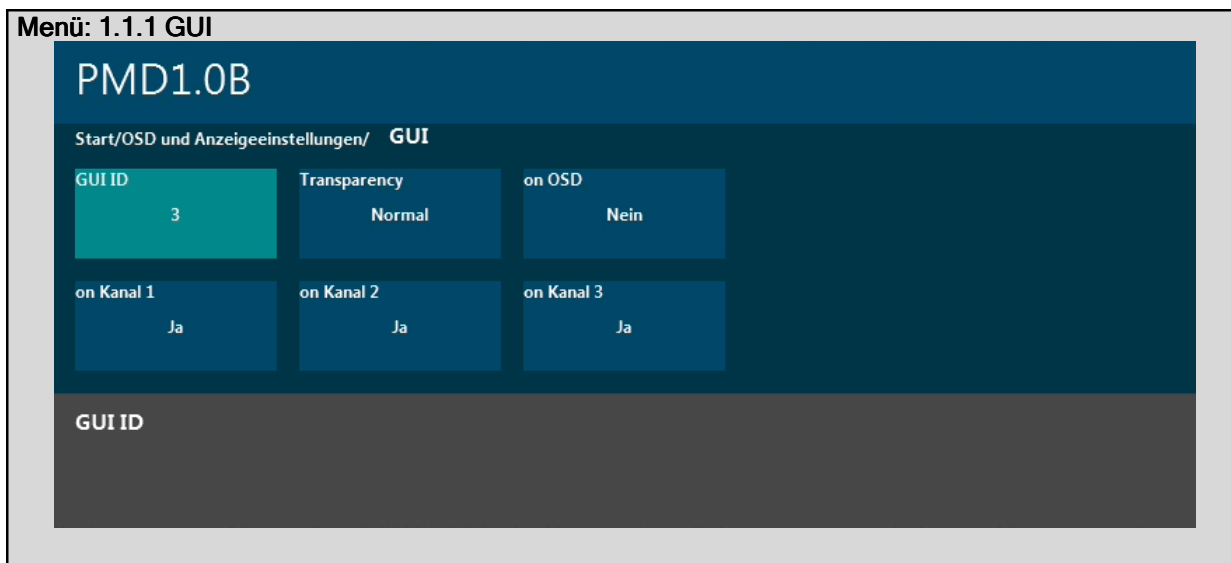 Menü: 1.1.1 GUI
PMD1.0B
Start/OSD und Anzeigeeinstellungen/ GUI
GUI ID Transparency on OSD
3 Normal Nein
on Kanal 1 on Kanal 2 on Kanal 3
Ja Ja Ja
GUI ID